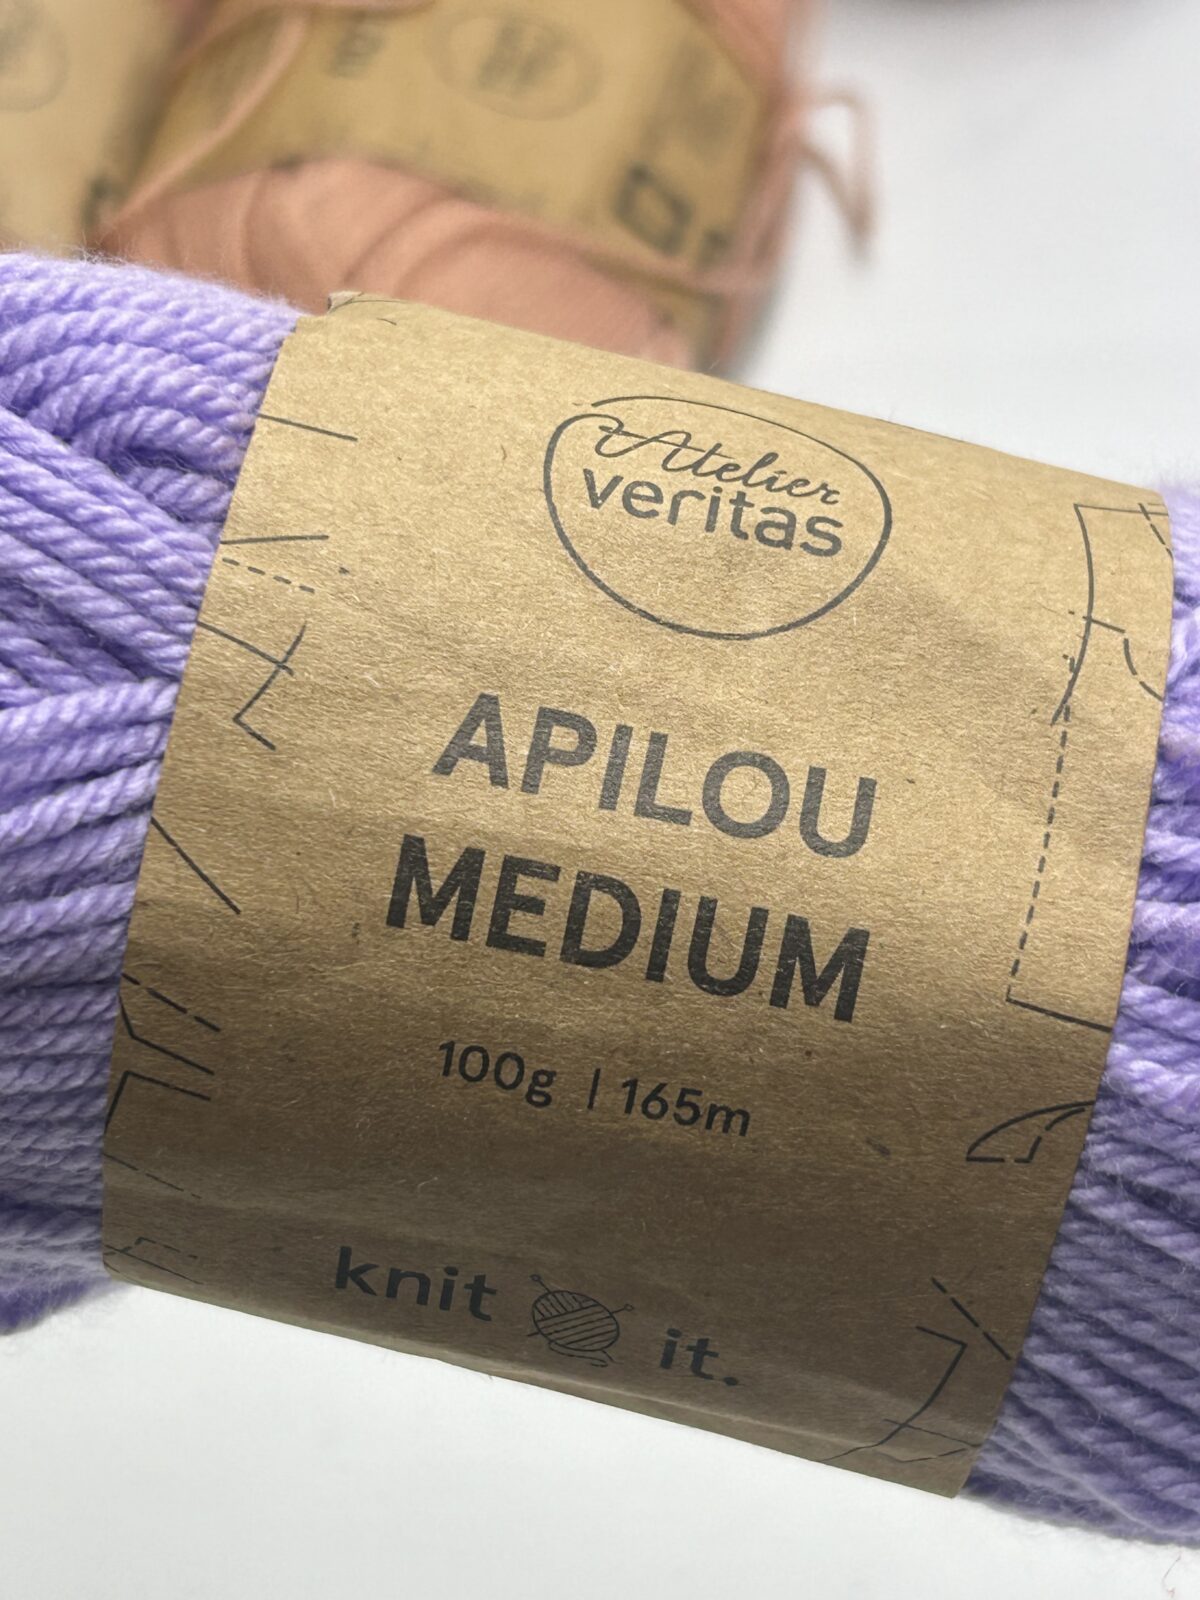 Atelier
veritas
APILOU
MEDIUM
100g | 165m
knit it.